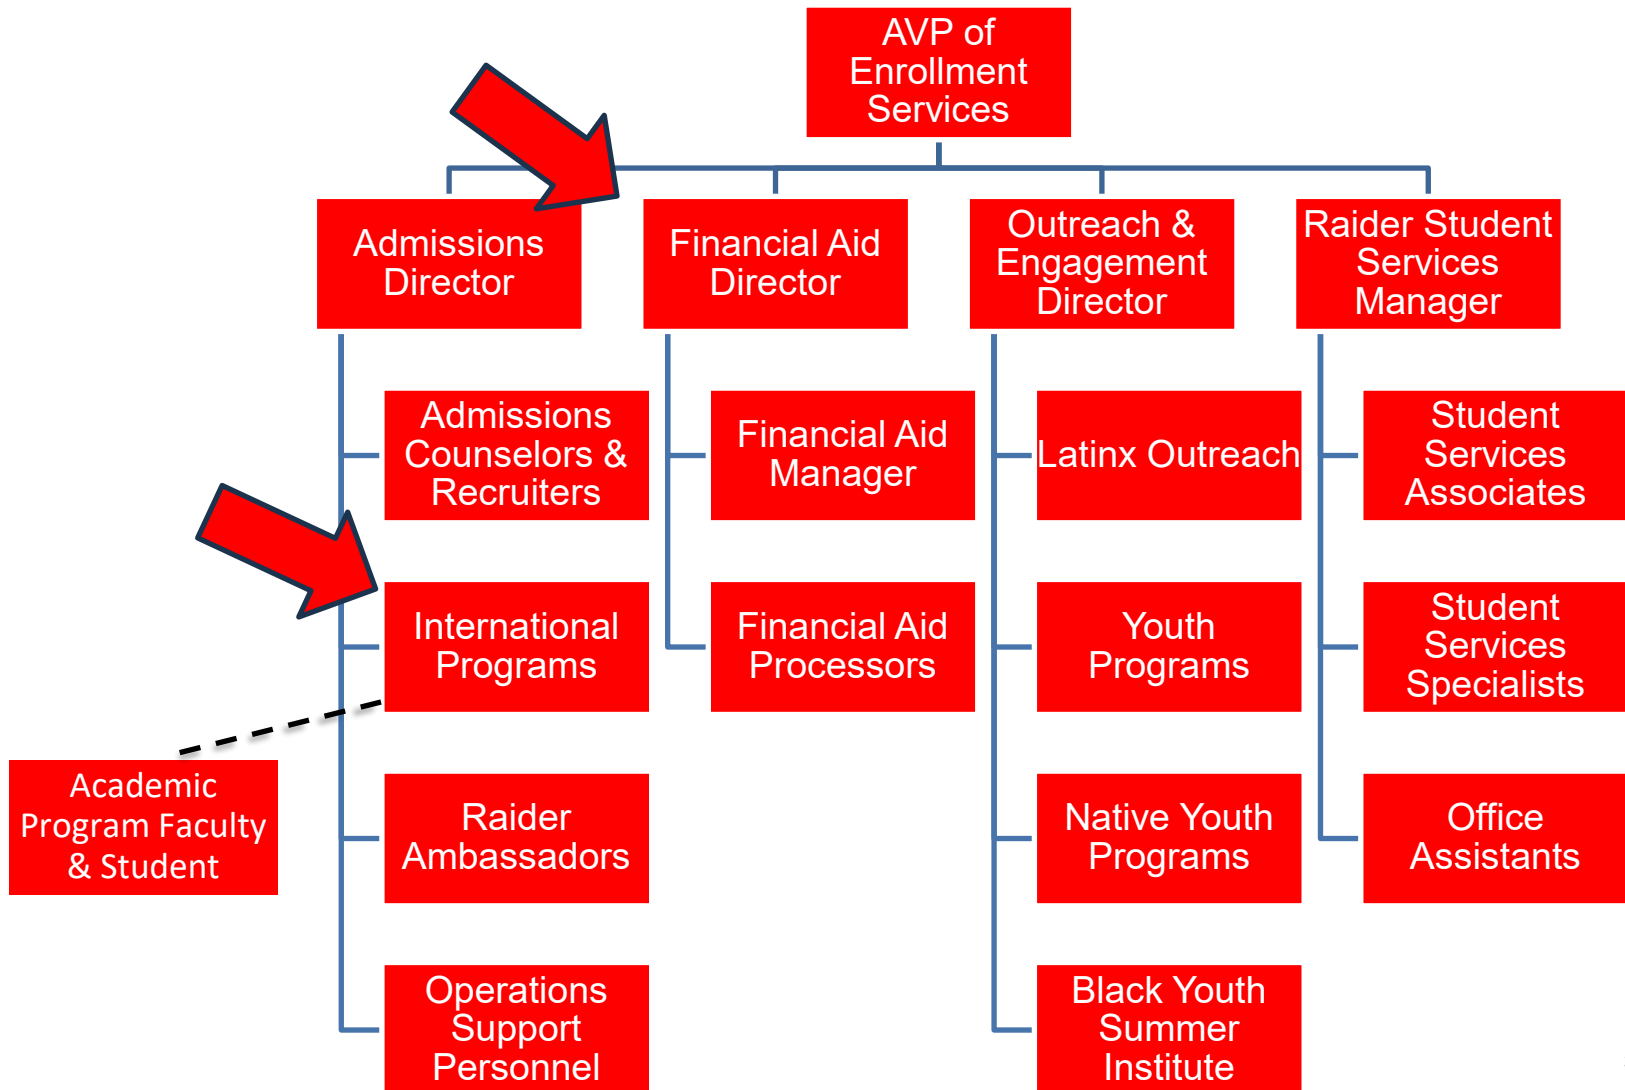 AVP of
Enrollment
Services
Admissions
Director
Financial Aid
Director
Outreach &
Engagement
Director
Raider Student
Services
Manager
Admissions
Counselors &
Recruiters
Financial Aid
Manager
Latinx Outreach
Student
Services
Associates
International
Programs
Financial Aid
Processors
Youth
Programs
Student
Services
Specialists
Academic
Program Faculty
& Student
Raider
Ambassadors
Native Youth
Programs
Office
Assistants
Operations
Support
Personnel
Black Youth
Summer
Institute